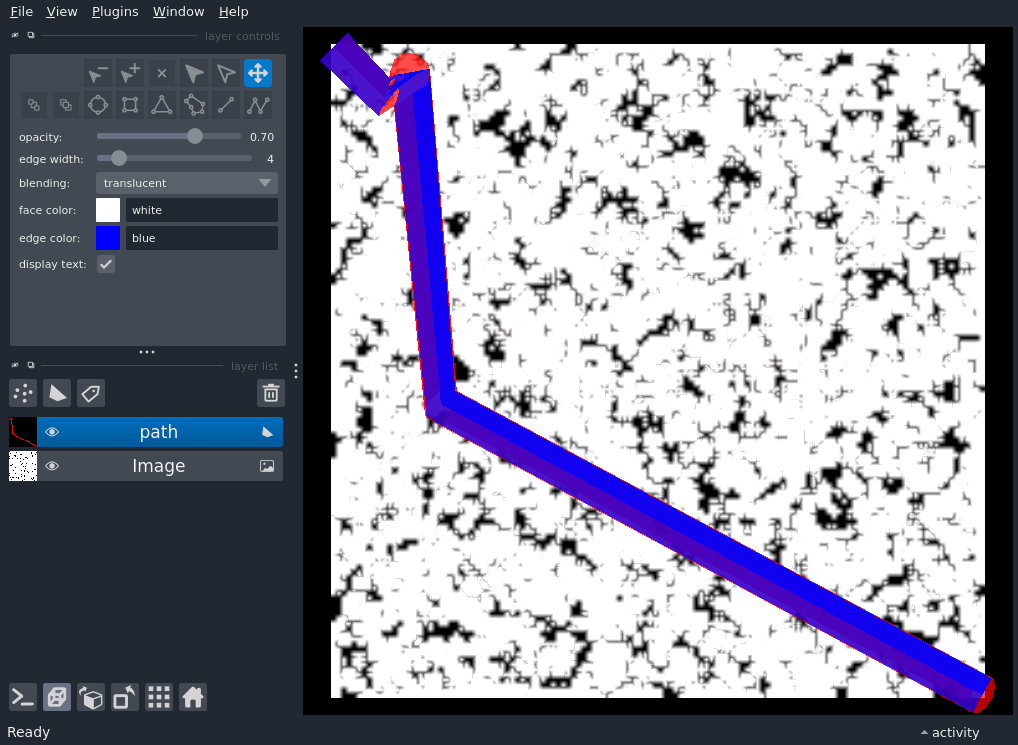 File View Plugins Window Help
layer controls
opacity: 0.70
edge width: 4
blending: translucent
face color: white
edge color: blue
display text:
layer list
path
Image
Ready
activity